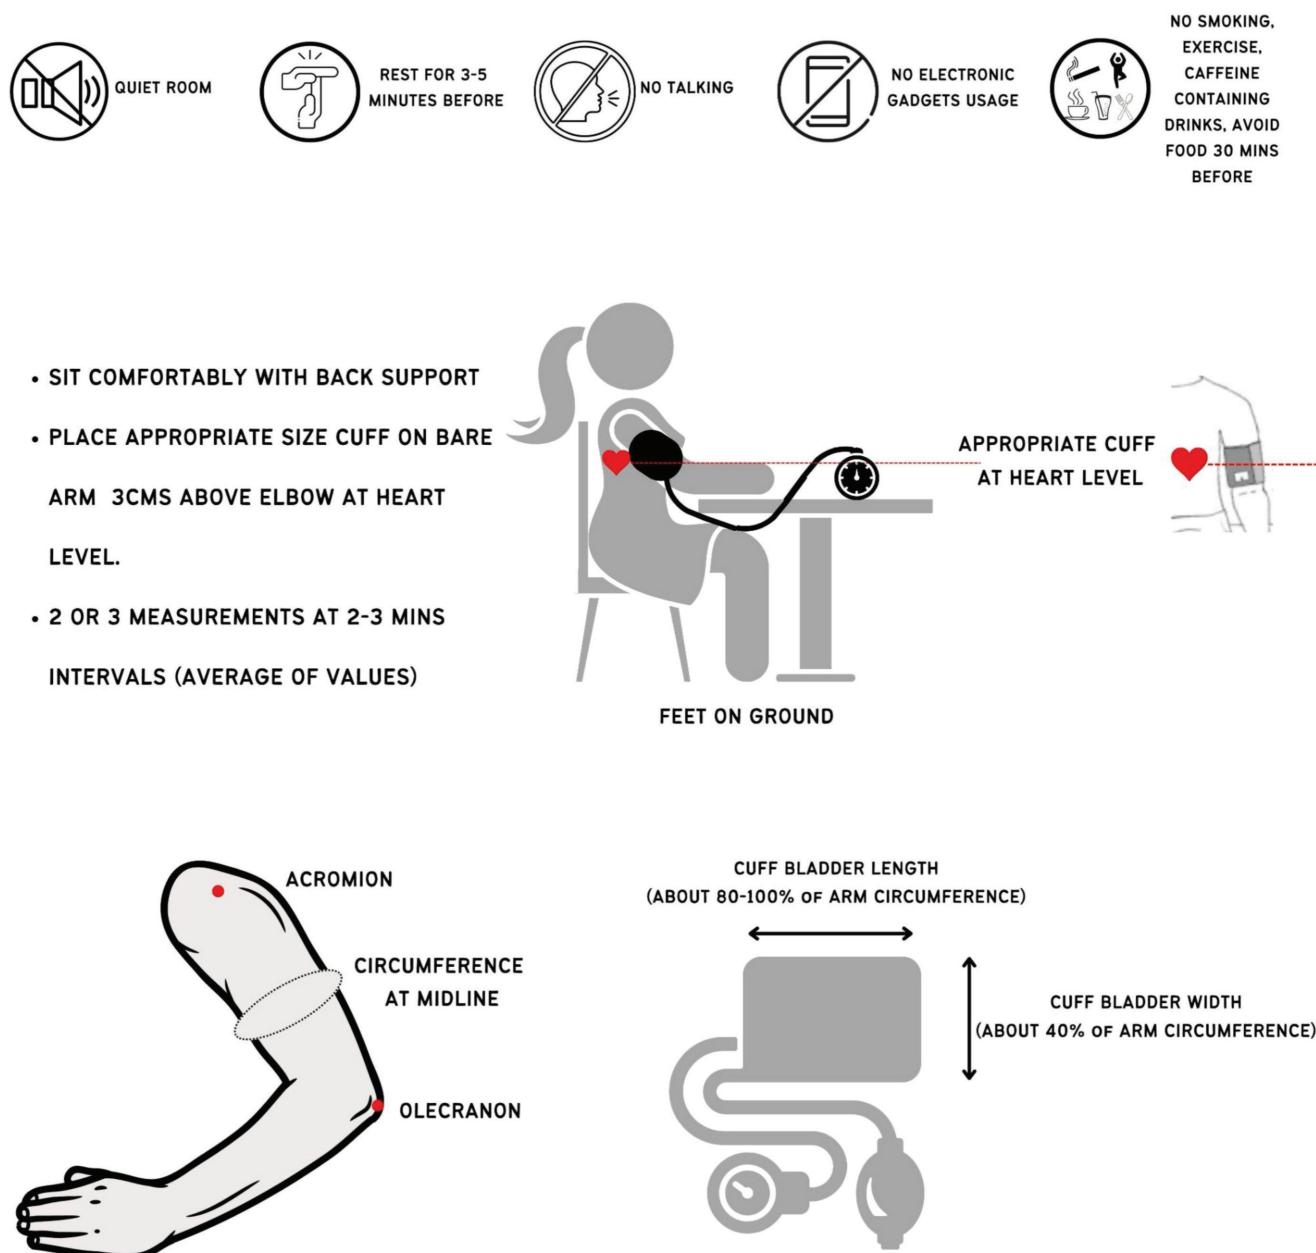 QUIET ROOM
REST FOR 3-5
MINUTES BEFORE
NO TALKING
NO ELECTRONIC
GADGETS USAGE
NO SMOKING,
EXERCISE,
CAFFEINE
CONTAINING
DRINKS, AVOID
FOOD 30 MINS
BEFORE
• SIT COMFORTABLY WITH BACK SUPPORT
• PLACE APPROPRIATE SIZE CUFF ON BARE
ARM 3CMS ABOVE ELBOW AT HEART
LEVEL.
• 2 OR 3 MEASUREMENTS AT 2-3 MINS
INTERVALS (AVERAGE OF VALUES)
APPROPRIATE CUFF
AT HEART LEVEL
FEET ON GROUND
ACROMION
CIRCUMFERENCE
AT MIDLINE
OLECRANON
CUFF BLADDER LENGTH
(ABOUT 80-100% OF ARM CIRCUMFERENCE)
CUFF BLADDER WIDTH
(ABOUT 40% OF ARM CIRCUMFERENCE)